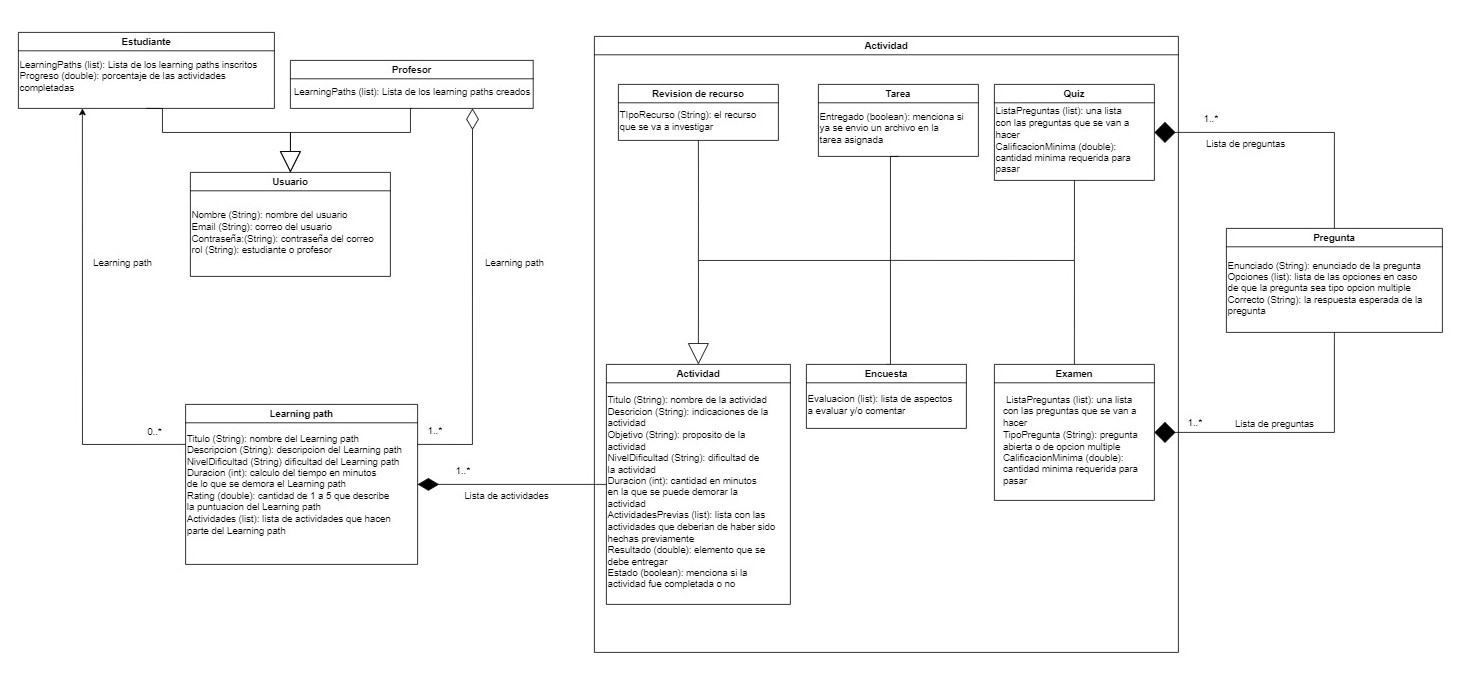 Estudiante
LearningPaths (list): Lista de los learning paths inscritos
Progreso (double): porcentaje de las actividades
completadas
Profesor
LearningPaths (list): Lista de los learning paths creados
Usuario
Nombre (String): nombre del usuario
Email (String): correo del usuario
Contraseña:(String): contraseña del correo
rol (String): estudiante o profesor
Learning path
Learning path
0..*
1..*
Learning path
Titulo (String): nombre del Learning path
Descripcion (String): descripcion del Learning path
NivelDificultad (String) dificultad del Learning path
Duracion (int): calculo del tiempo en minutos
de lo que se demora el Learning path
Rating (double): cantidad de 1 a 5 que describe
la puntuacion del Learning path
Actividades (list): lista de actividades que hacen
parte del Learning path
1..*
Lista de actividades
Actividad
Revision de recurso
TipoRecurso (String): el recurso
que se va a investigar
Tarea
Entregado (boolean): menciona si
ya se envio un archivo en la
tarea asignada
Quiz
ListaPreguntas (list): una lista
con las preguntas que se van a
hacer
CalificacionMinima (double):
cantidad minima requerida para
pasar
1..*
Lista de preguntas
Pregunta
Enunciado (String): enunciado de la pregunta
Opciones (list): lista de las opciones en caso
de que la pregunta sea tipo opcion multiple
Correcto (String): la respuesta esperada de la
pregunta
Actividad
Titulo (String): nombre de la actividad
Descricion (String): indicaciones de la
actividad
Objetivo (String): proposito de la
actividad
NivelDificultad (String): dificultad de
la actividad
Duracion (int): cantidad en minutos
en la que se puede demorar la
actividad
ActividadesPrevias (list): lista con las
actividades que deberian de haber sido
hechas previamente
Resultado (double): elemento que se
debe entregar
Estado (boolean): menciona si la
actividad fue completada o no
Encuesta
Evaluacion (list): lista de aspectos
a evaluar y/o comentar
Examen
ListaPreguntas (list): una lista
con las preguntas que se van a
hacer
TipoPregunta (String): pregunta
abierta o de opcion multiple
CalificacionMinima (double):
cantidad minima requerida para
pasar
1..*
Lista de preguntas